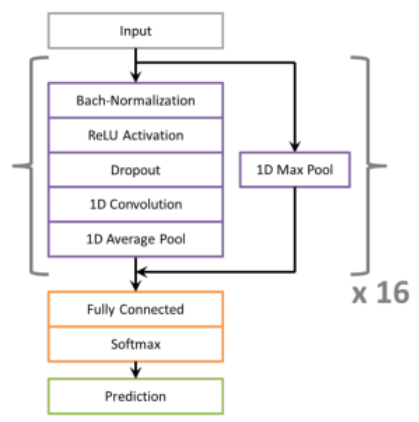 Input
Bach-Normalization
ReLU Activation
Dropout
1D Max Pool
1D Convolution
1D Average Pool
x 16
Fully Connected
Softmax
Prediction